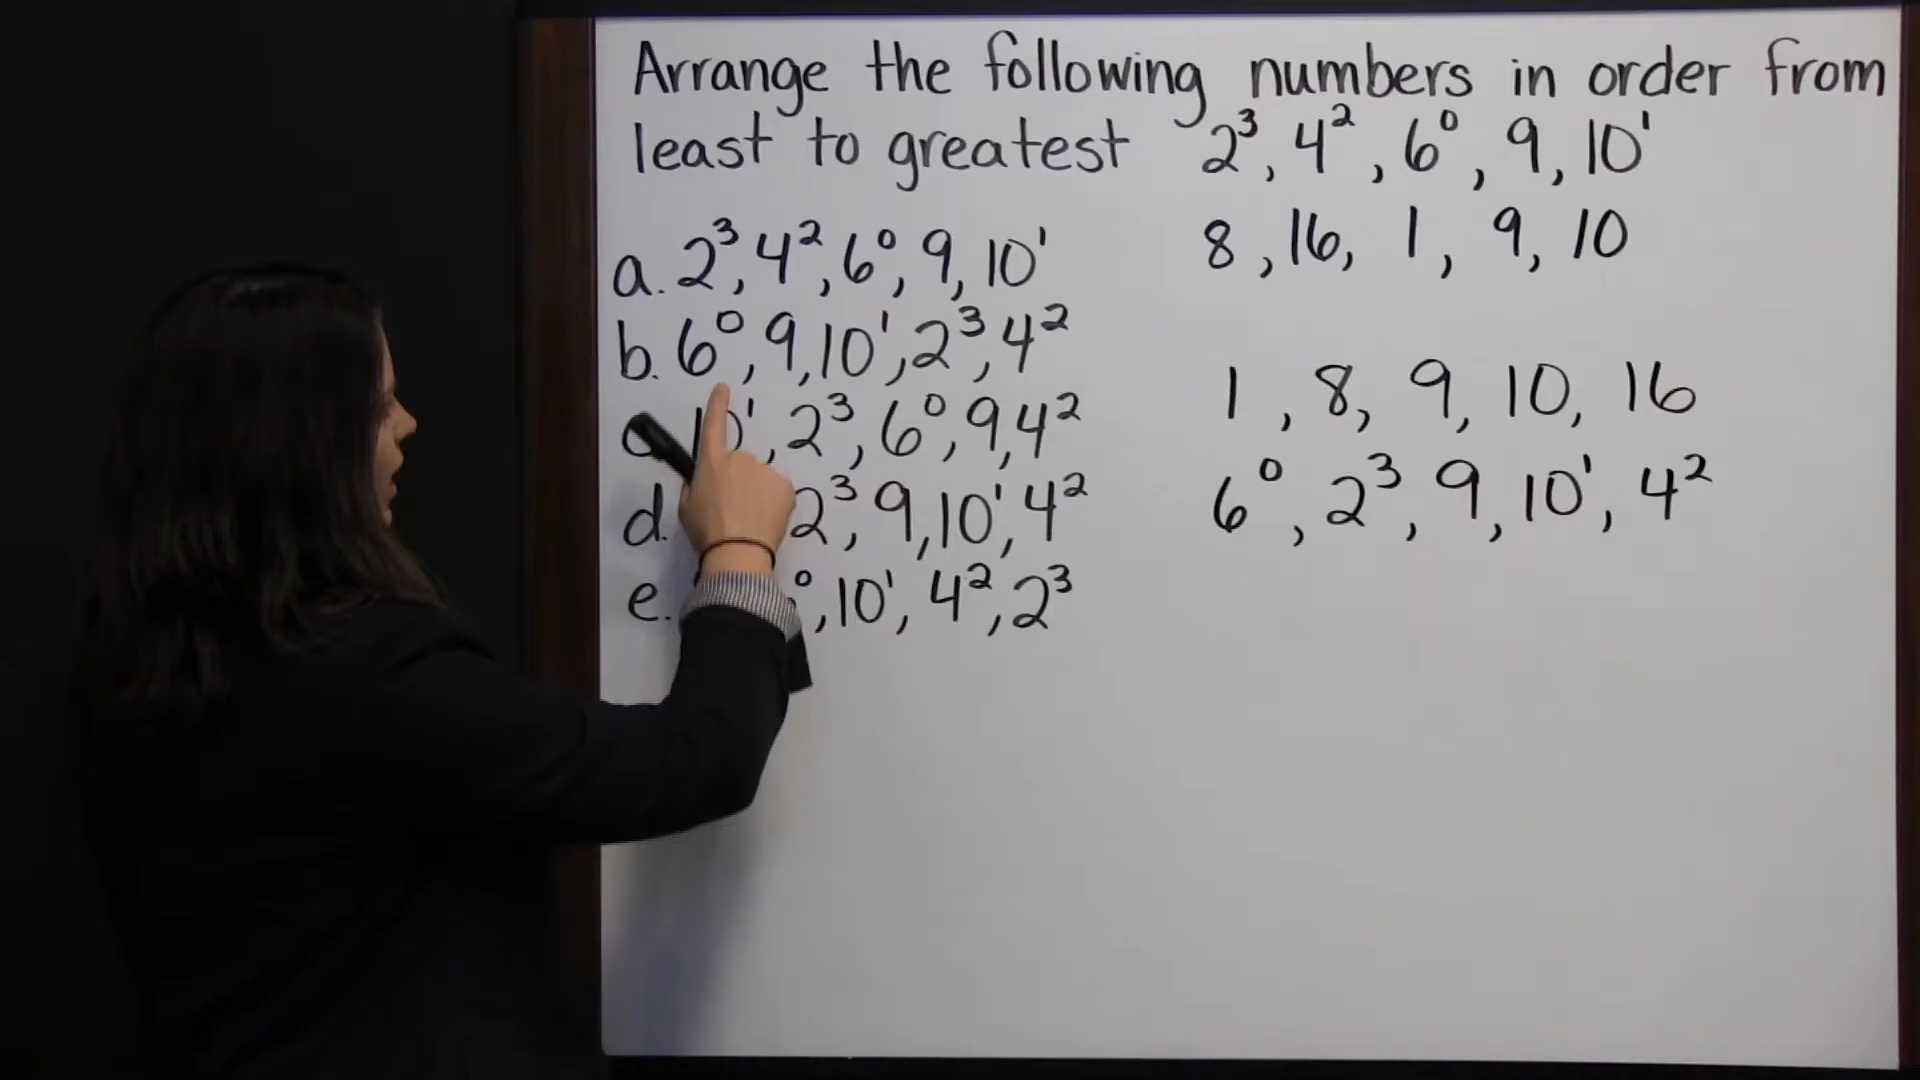 Arrange the following numbers in order from
least to greatest 2³, 4², 6⁰, 9, 10¹
8, 16, 1, 9, 10
a. 2³, 4², 6⁰, 9, 10¹
b. 6⁰, 9, 10¹, 2³, 4²
10¹, 2³, 6⁰, 9, 4²
d. 2³, 9, 10¹, 4²
e. ⁰, 10¹, 4², 2³
1, 8, 9, 10, 16
6⁰, 2³, 9, 10¹, 4²